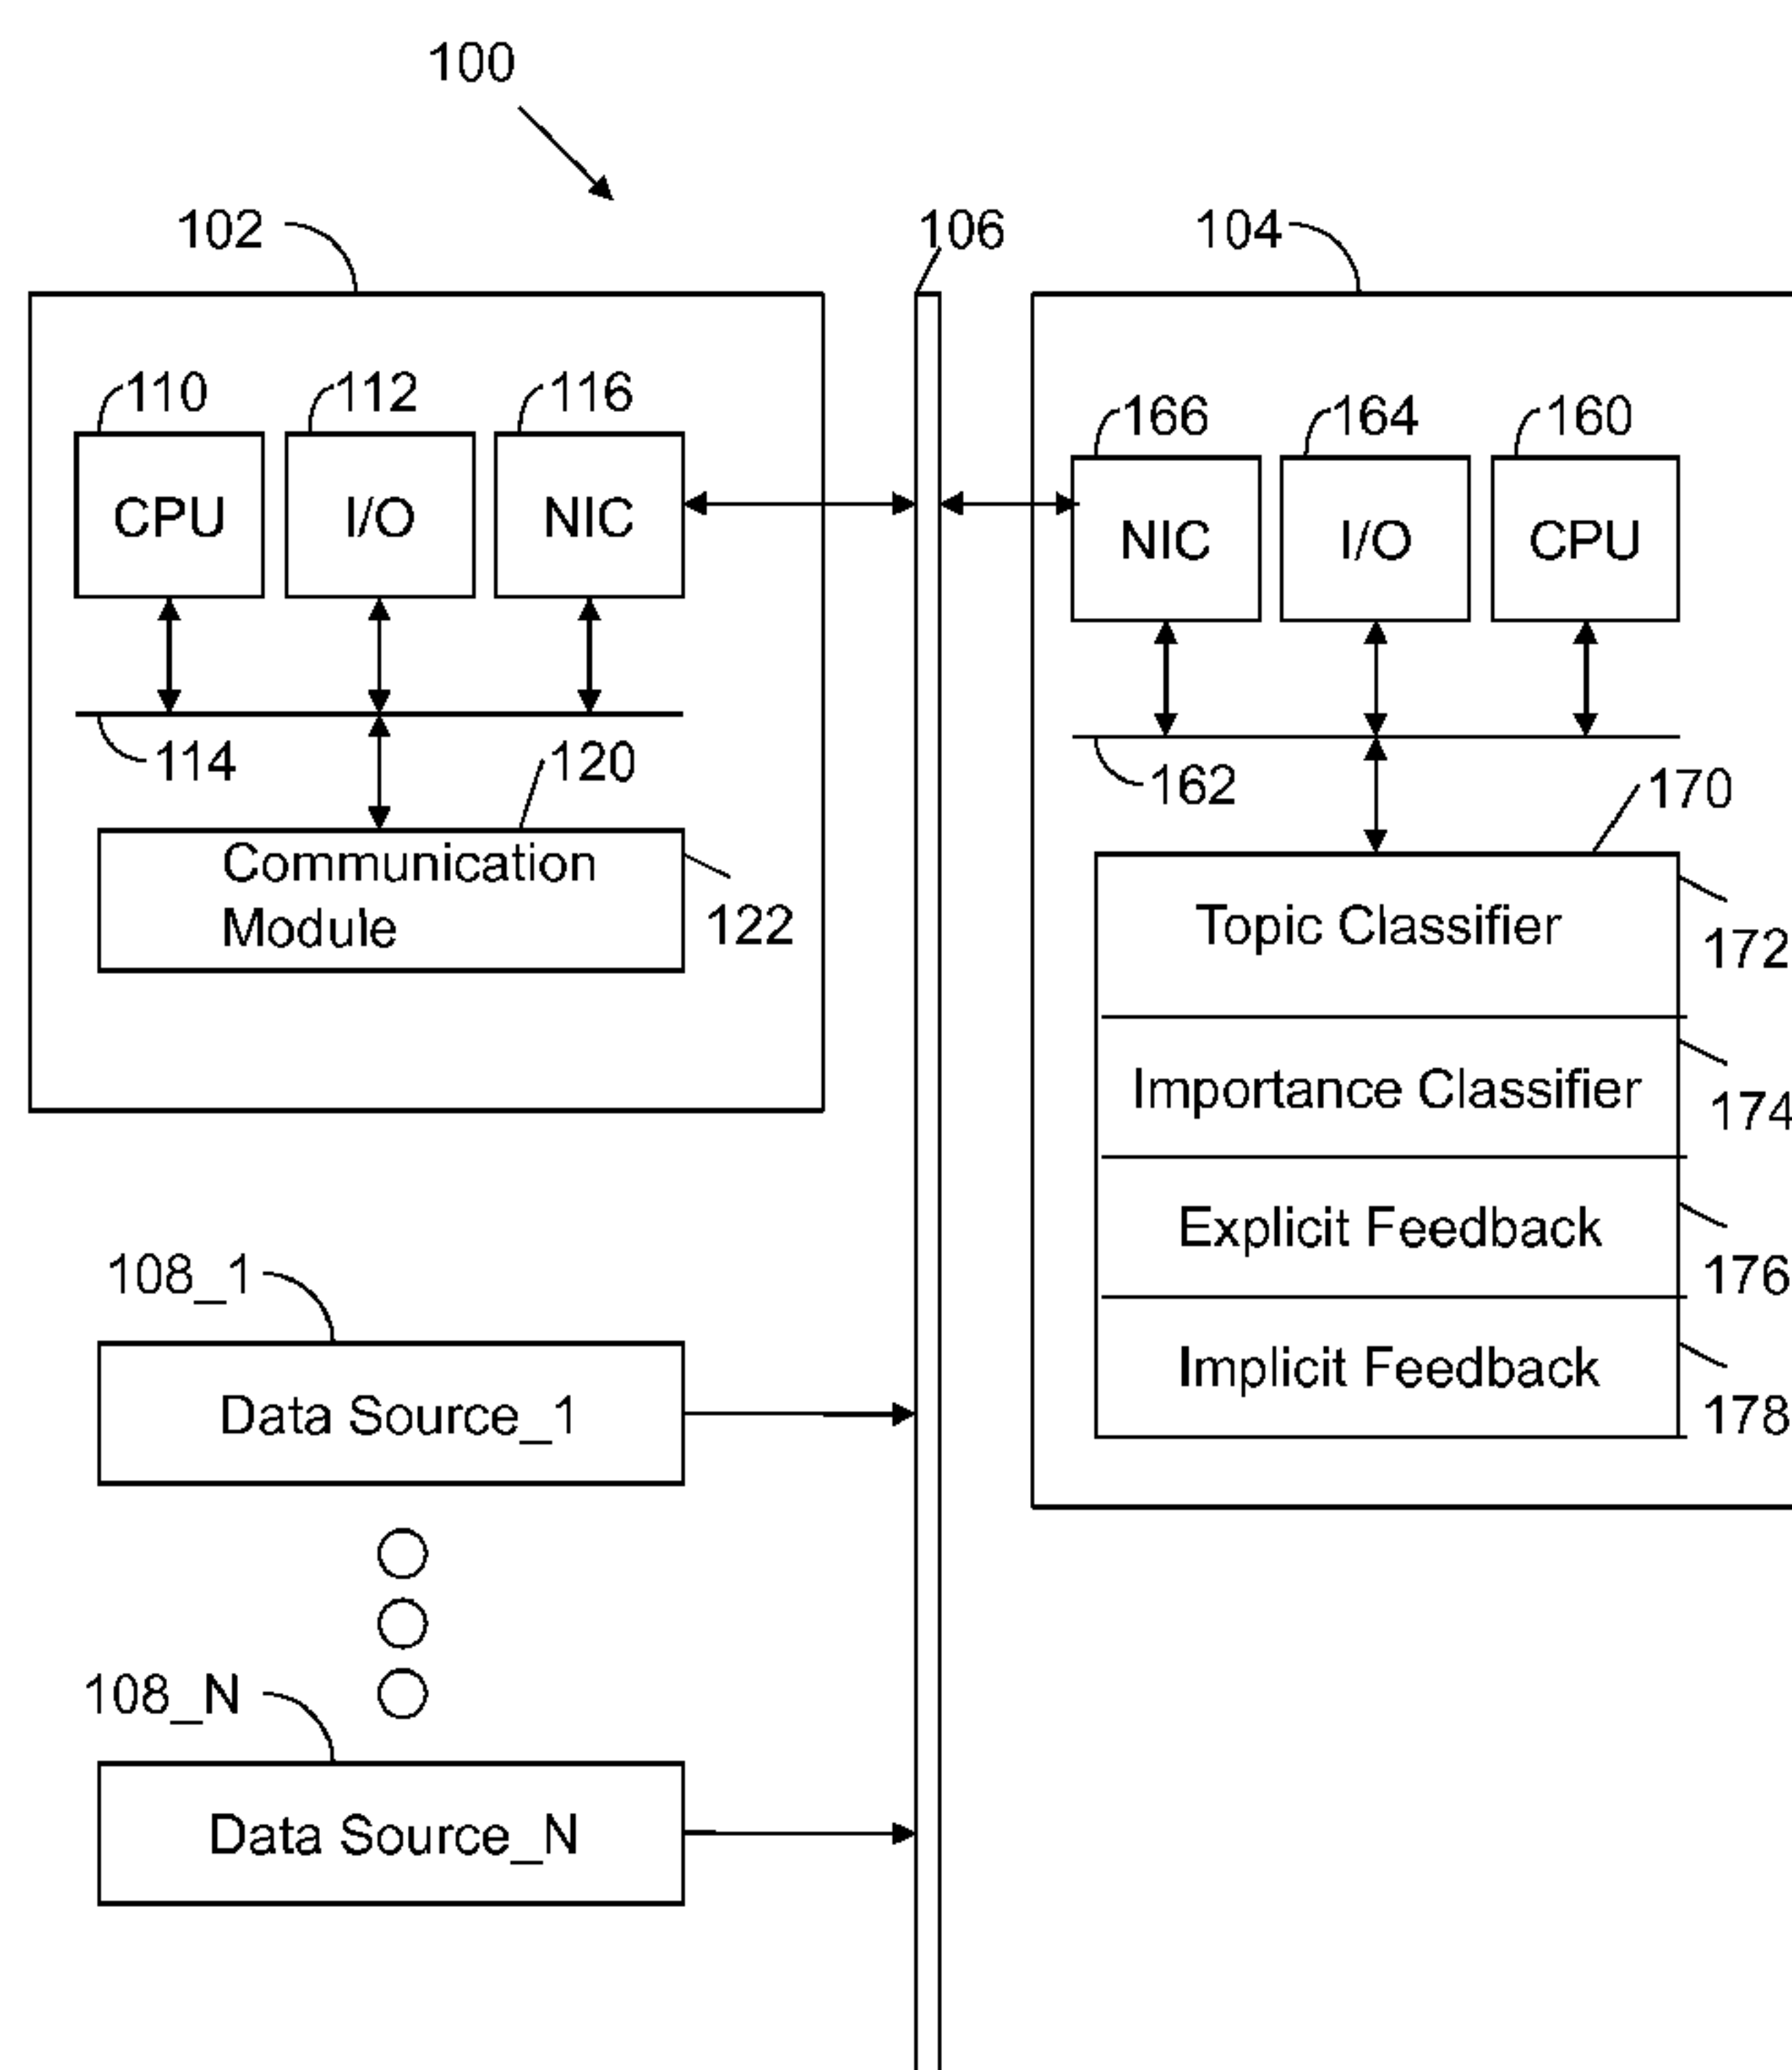 100
102
106
104
110
112
116
166
164
160
CPU
I/O
NIC
NIC
I/O
CPU
114
120
162
170
Communication
Module
122
Topic Classifier
172
Importance Classifier
174
Explicit Feedback
176
108_1
Implicit Feedback
178
Data Source_1
108_N
Data Source_N